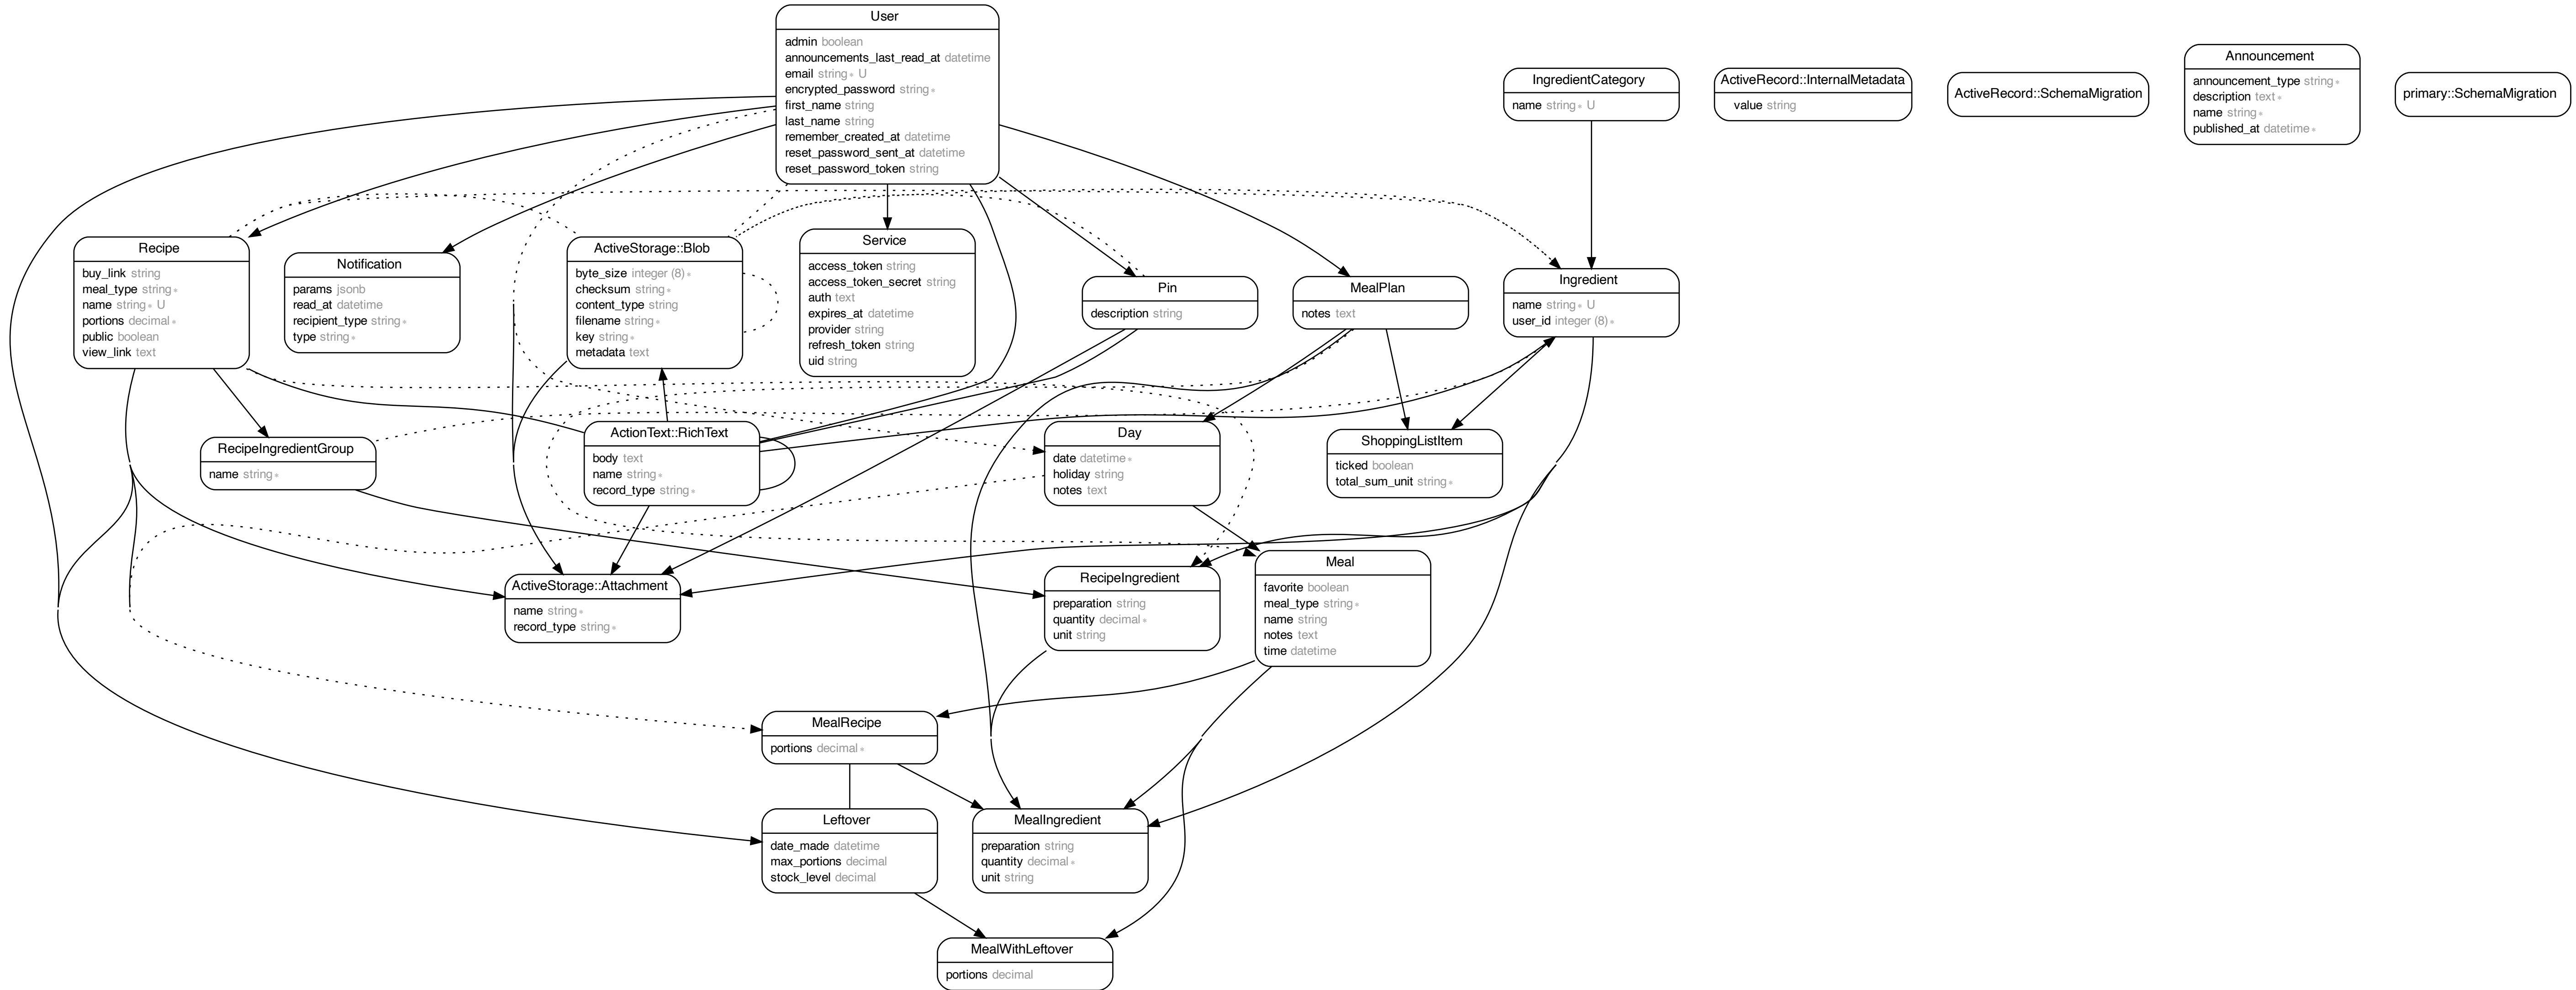 User
admin boolean
announcements_last_read_at datetime
email string∗ U
encrypted_password string∗
first_name string
last_name string
remember_created_at datetime
reset_password_sent_at datetime
reset_password_token string
IngredientCategory
name string∗ U
ActiveRecord::InternalMetadata
value string
ActiveRecord::SchemaMigration
Announcement
announcement_type string∗
description text∗
name string∗
published_at datetime∗
primary::SchemaMigration
Recipe
buy_link string
meal_type string∗
name string∗ U
portions decimal∗
public boolean
view_link text
Notification
params jsonb
read_at datetime
recipient_type string∗
type string∗
ActiveStorage::Blob
byte_size integer (8)∗
checksum string∗
content_type string
filename string∗
key string∗
metadata text
Service
access_token string
access_token_secret string
auth text
expires_at datetime
provider string
refresh_token string
uid string
Pin
description string
MealPlan
notes text
Ingredient
name string∗ U
user_id integer (8)∗
RecipeIngredientGroup
name string∗
ActionText::RichText
body text
name string∗
record_type string∗
Day
date datetime∗
holiday string
notes text
ShoppingListItem
ticked boolean
total_sum_unit string∗
ActiveStorage::Attachment
name string∗
record_type string∗
RecipeIngredient
preparation string
quantity decimal∗
unit string
Meal
favorite boolean
meal_type string∗
name string
notes text
time datetime
MealRecipe
portions decimal∗
Leftover
date_made datetime
max_portions decimal
stock_level decimal
MealIngredient
preparation string
quantity decimal∗
unit string
MealWithLeftover
portions decimal